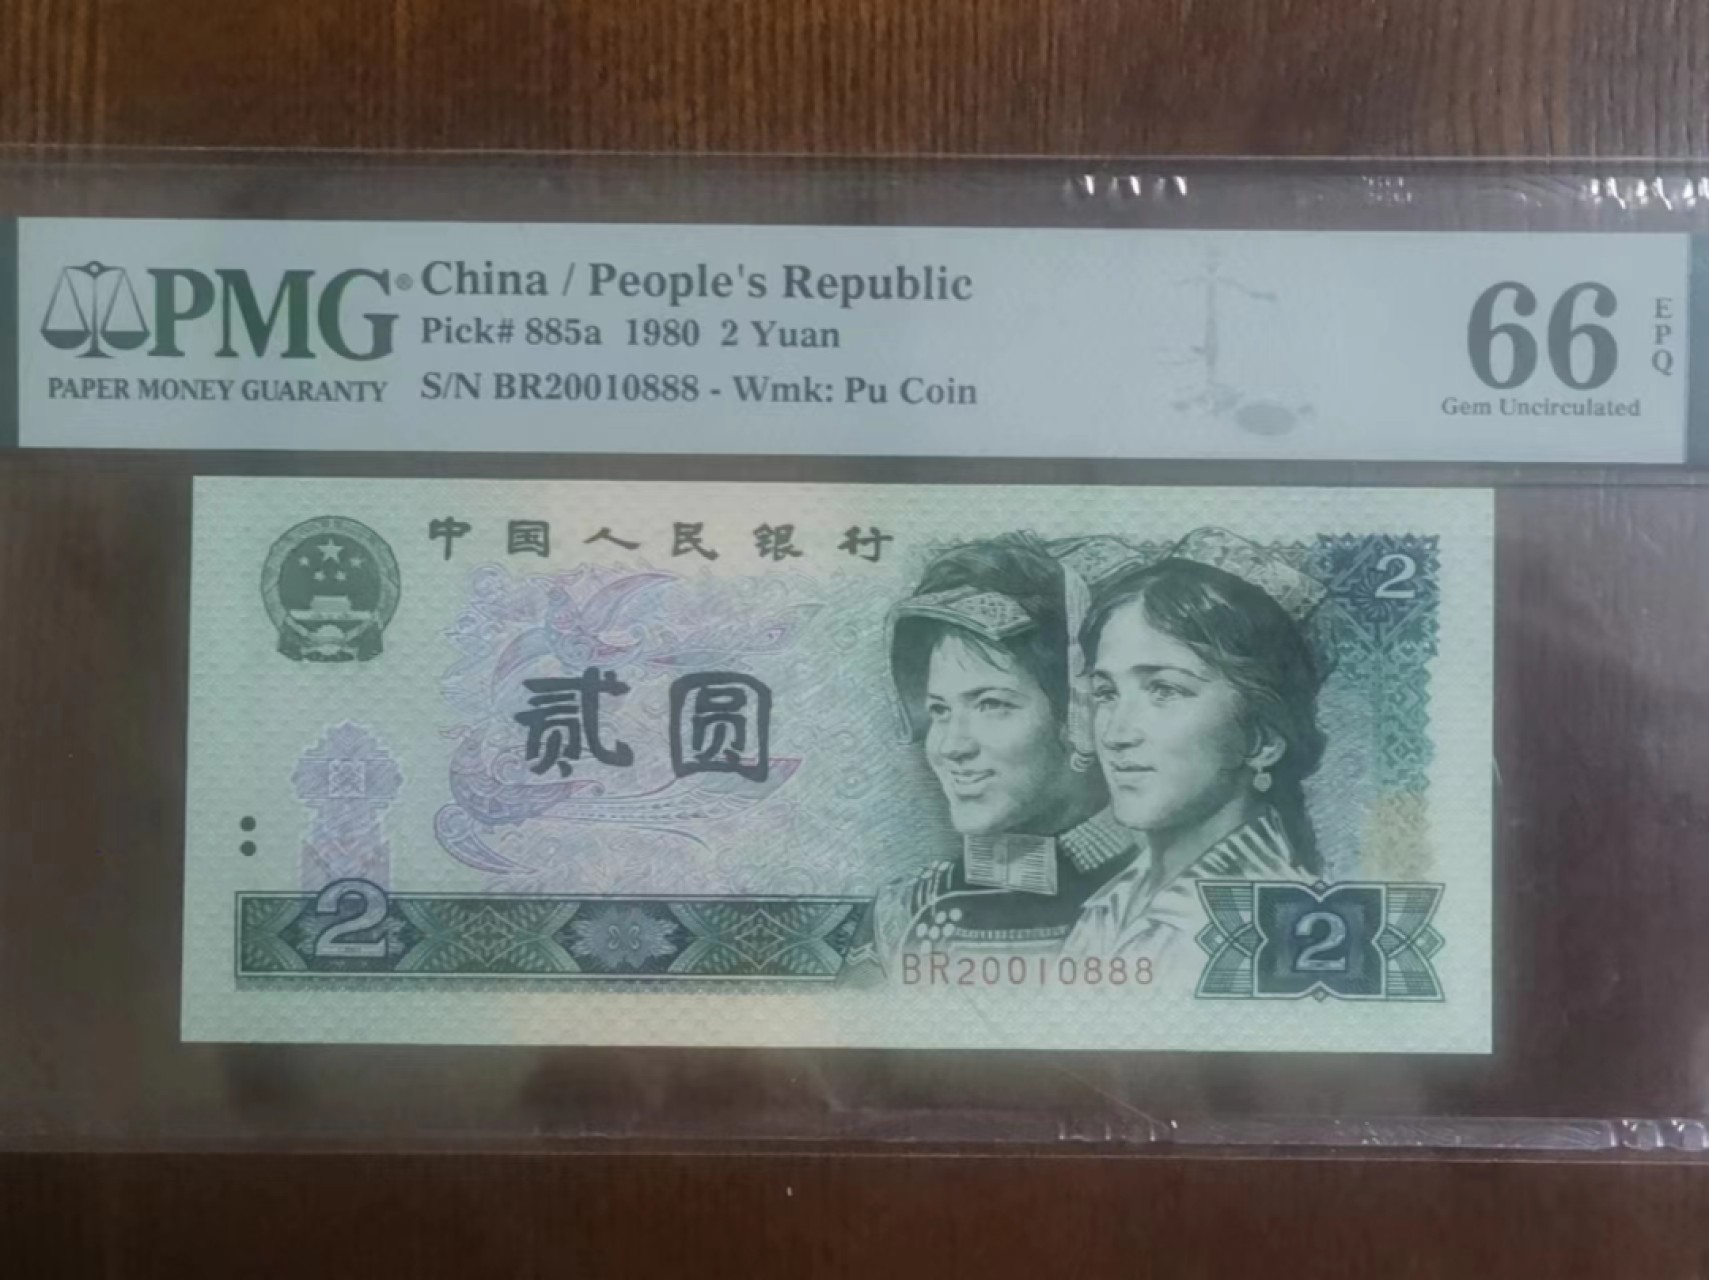 PMG® China / People's Republic
Pick# 885a 1980 2 Yuan
PAPER MONEY GUARANTY
S/N BR20010888 - Wmk: Pu Coin
66 EPQ
Gem Uncirculated
中国人民银行
2
贰圆
2
2
BR20010888